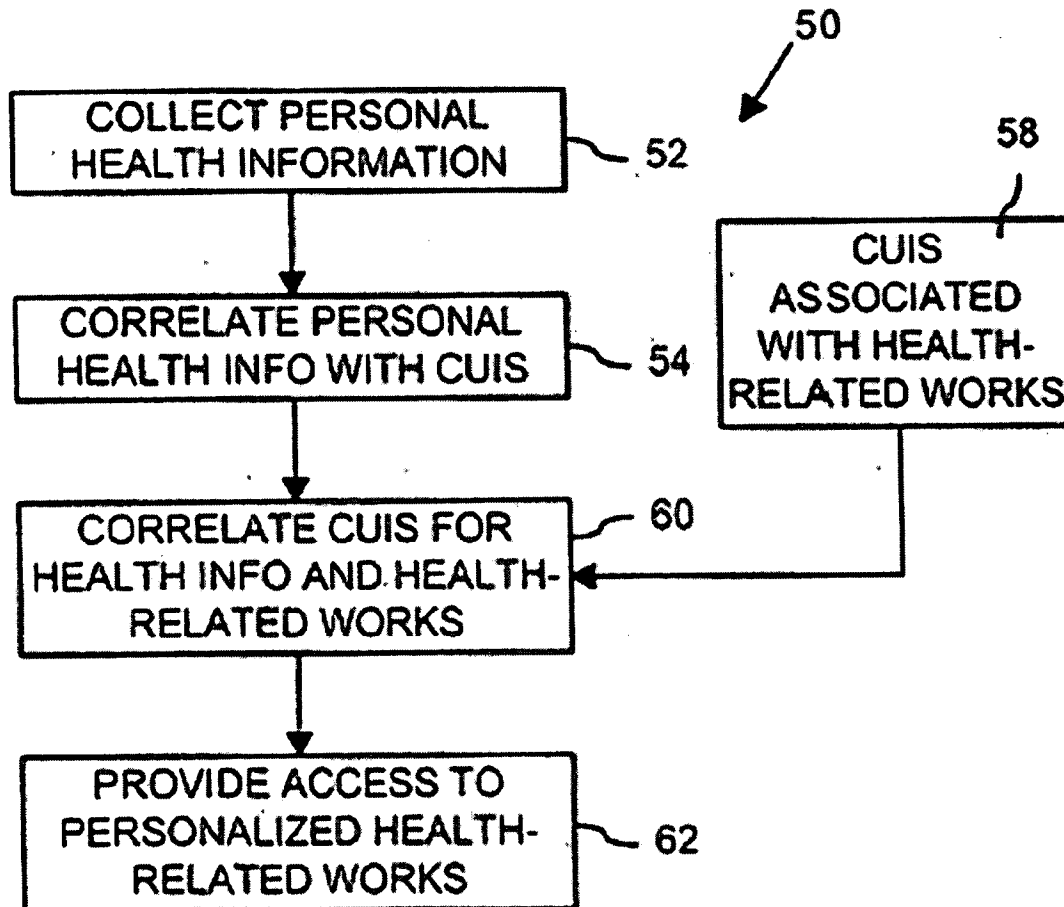 50
COLLECT PERSONAL
HEALTH INFORMATION
52
58
CUIS
ASSOCIATED
WITH HEALTH-
RELATED WORKS
CORRELATE PERSONAL
HEALTH INFO WITH CUIS
54
CORRELATE CUIS FOR
HEALTH INFO AND HEALTH-
RELATED WORKS
60
PROVIDE ACCESS TO
PERSONALIZED HEALTH-
RELATED WORKS
62